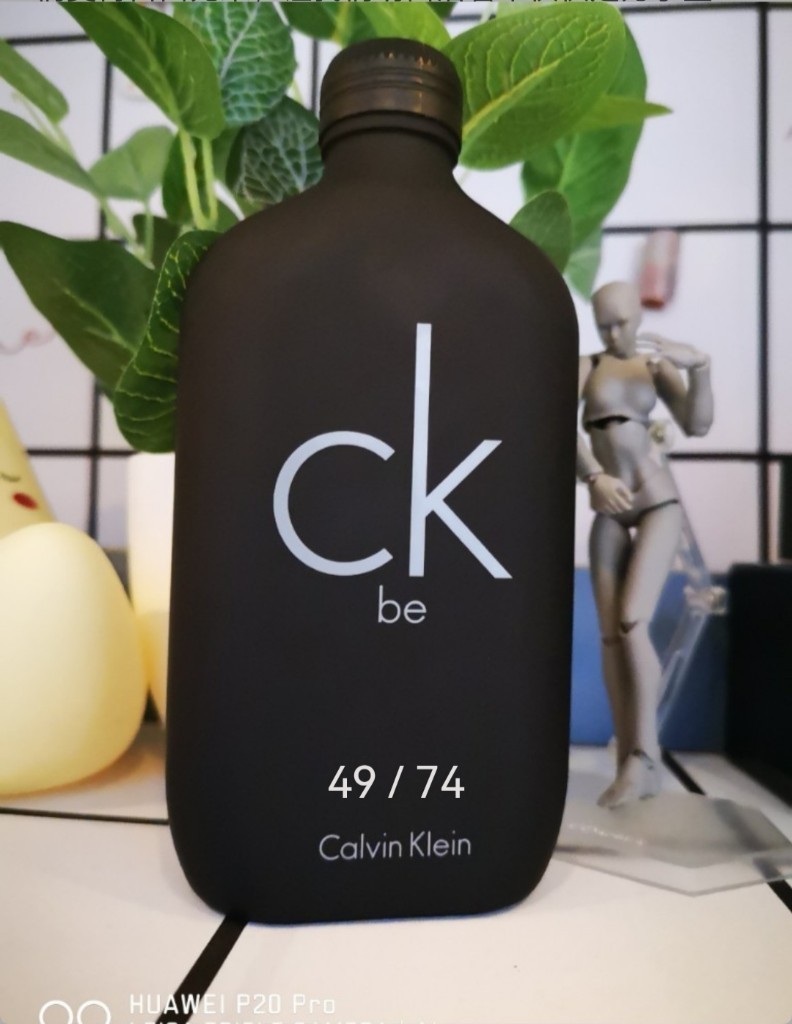 ck
be
49 / 74
Calvin Klein
HUAWEI P20 Pro